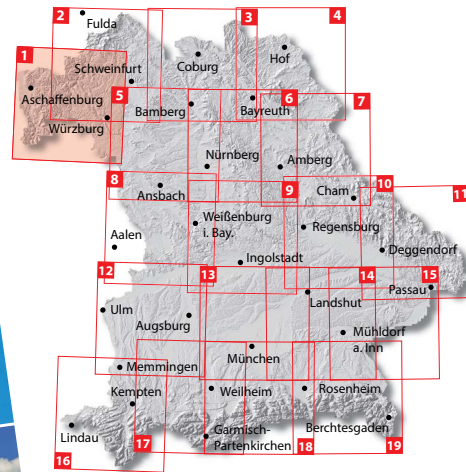 2
Fulda
3
4
Hof
1
Coburg
Schweinfurt
Aschaffenburg
5
Bamberg
6
Bayreuth
7
Würzburg
Nürnberg
Amberg
8
Ansbach
9
Cham
10
11
Weißenburg
i. Bay.
Regensburg
Aalen
Deggendorf
Ingolstadt
12
13
14
15
Passau
Ulm
Landshut
Augsburg
Mühldorf
a. Inn
München
Memmingen
Kempten
Weilheim
Rosenheim
Berchtesgaden
Lindau
Garmisch-
Partenkirchen
16
17
18
19